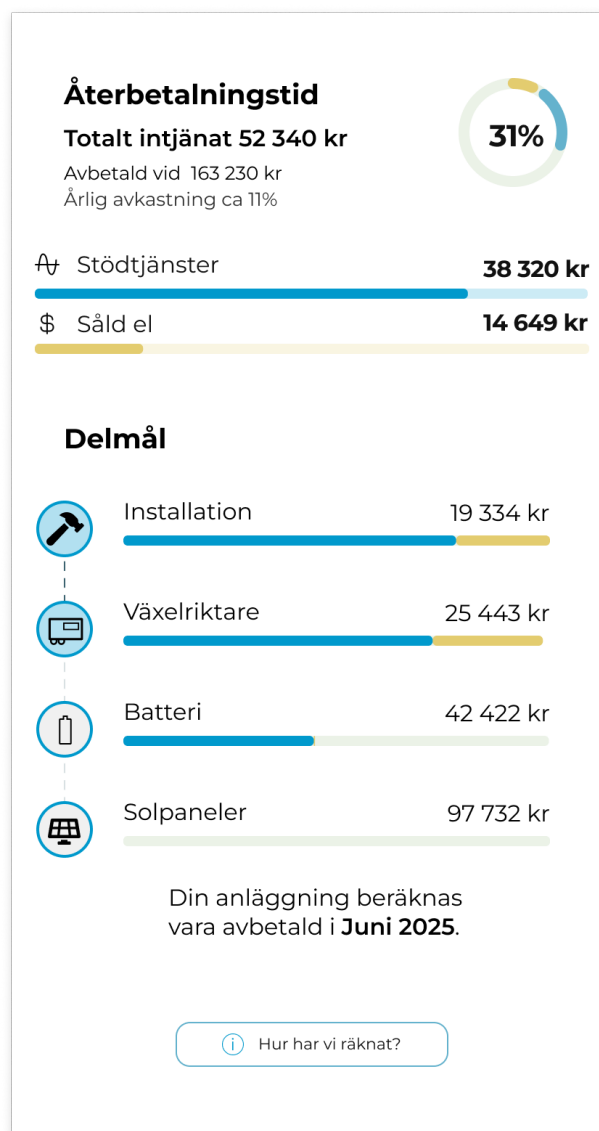 Återbetalningstid
Totalt intjänat 52 340 kr
31%
Avbetald vid 163 230 kr
Årlig avkastning ca 11%
Stödtjänster 38 320 kr
$ Såld el 14 649 kr
Delmål
Installation 19 334 kr
Växelriktare 25 443 kr
Batteri 42 422 kr
Solpaneler 97 732 kr
Din anläggning beräknas
vara avbetald i Juni 2025.
i Hur har vi räknat?